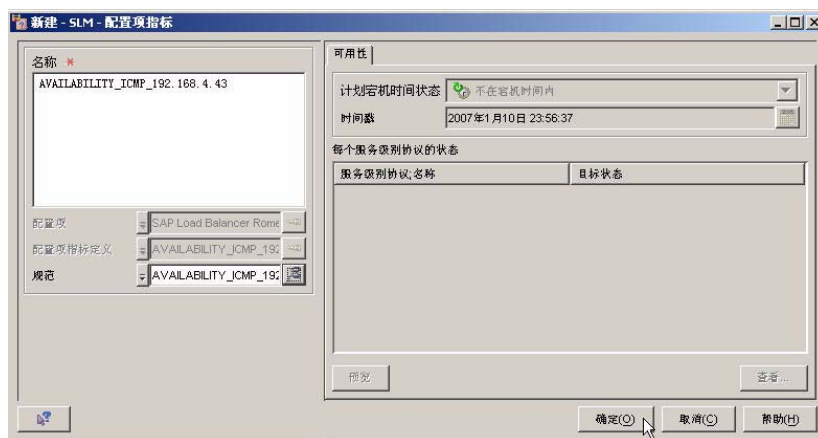 新建 - SLM - 配置项指标
名称 *
AVAILABILITY_ICMP_192.168.4.43
配置项 SAP Load Balancer Rome
配置项指标定义 AVAILABILITY_ICMP_192
规范 AVAILABILITY_ICMP_192
可用性
计划宕机时间状态 不在宕机时间内
时间戳 2007年1月10日 23:56:37
每个服务级别协议的状态
服务级别协议;名称 目标状态
预览 查看...
确定(O) 取消(C) 帮助(H)